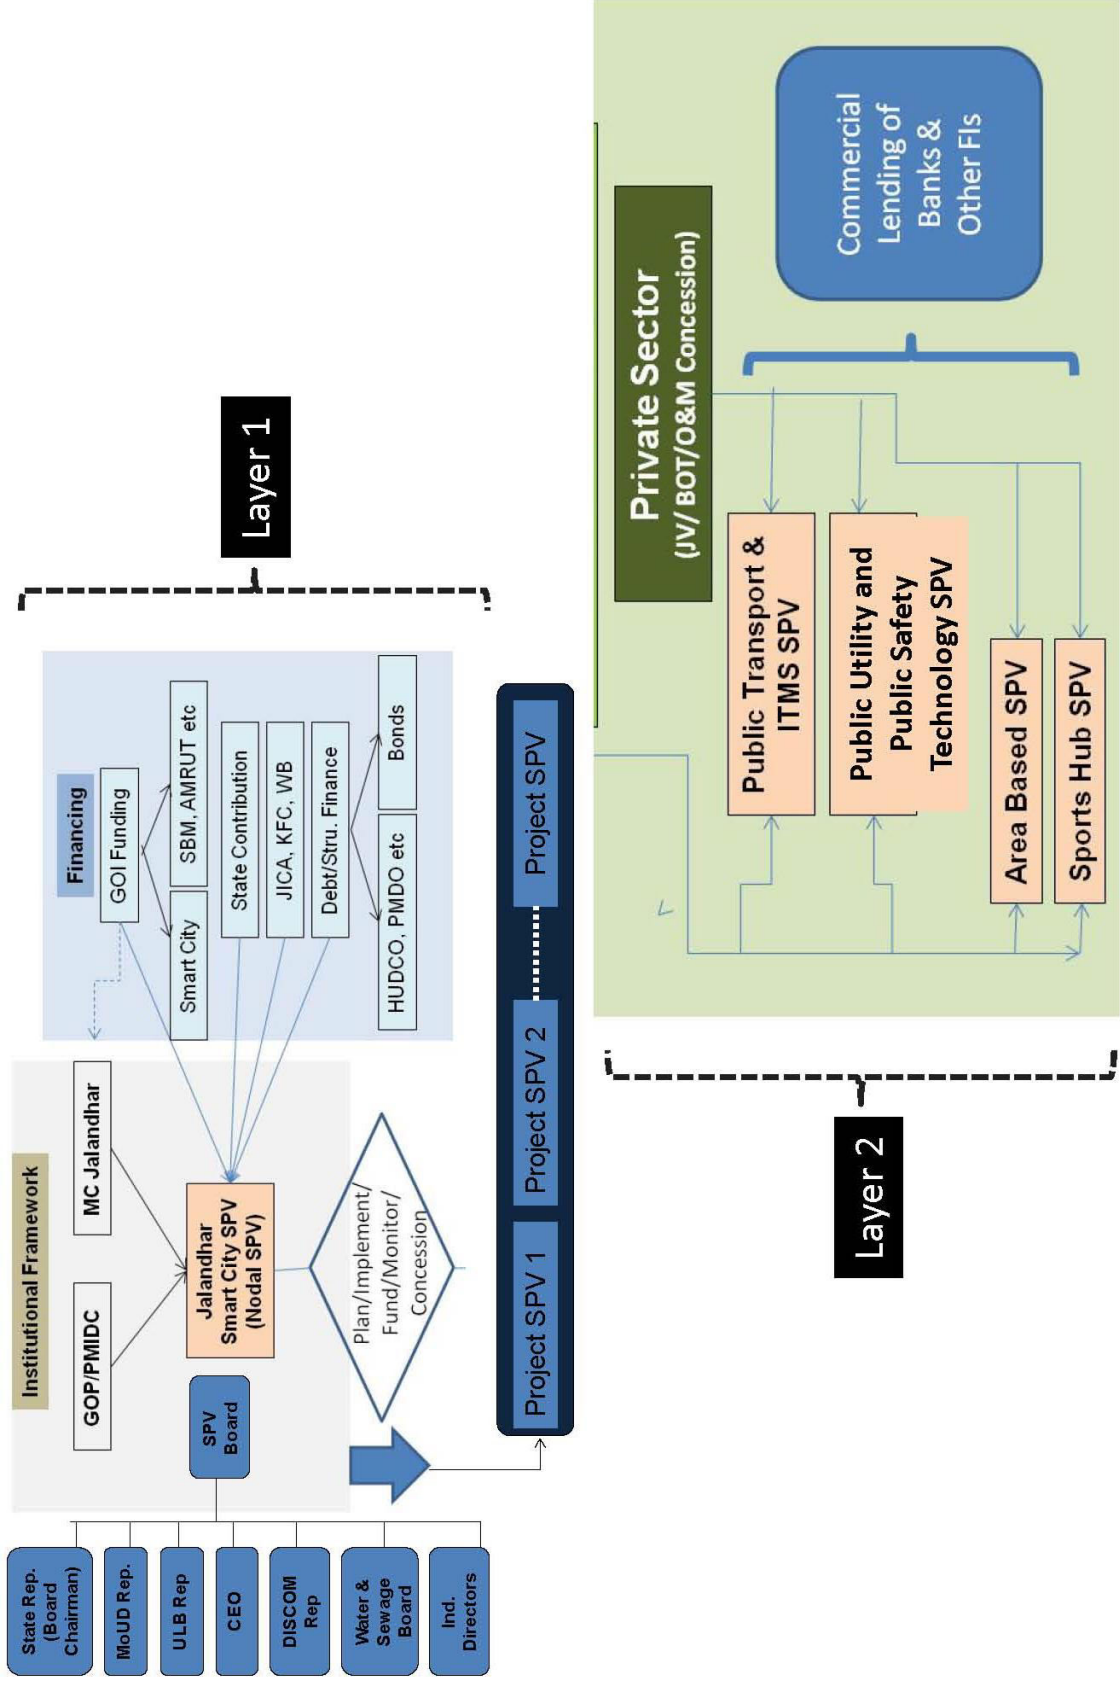 Institutional Framework
GOP/PMIDC
MC Jalandhar
Jalandhar
Smart City SPV
(Nodal SPV)
SPV
Board
State Rep.
(Board
Chairman)
MoUD Rep.
ULB Rep
CEO
DISCOM
Rep
Water &
Sewage
Board
Ind.
Directors
Plan/Implement/
Fund/Monitor/
Concession
Financing
GOI Funding
Smart City
SBM, AMRUT etc
State Contribution
JICA, KFC, WB
Debt/Stru. Finance
HUDCO, PMDO etc
Bonds
Layer 1
Project SPV 1
Project SPV 2
Project SPV
Layer 2
Private Sector
(JV/ BOT/O&M Concession)
Public Transport &
ITMS SPV
Public Utility and
Public Safety
Technology SPV
Area Based SPV
Sports Hub SPV
Commercial
Lending of
Banks &
Other FIs